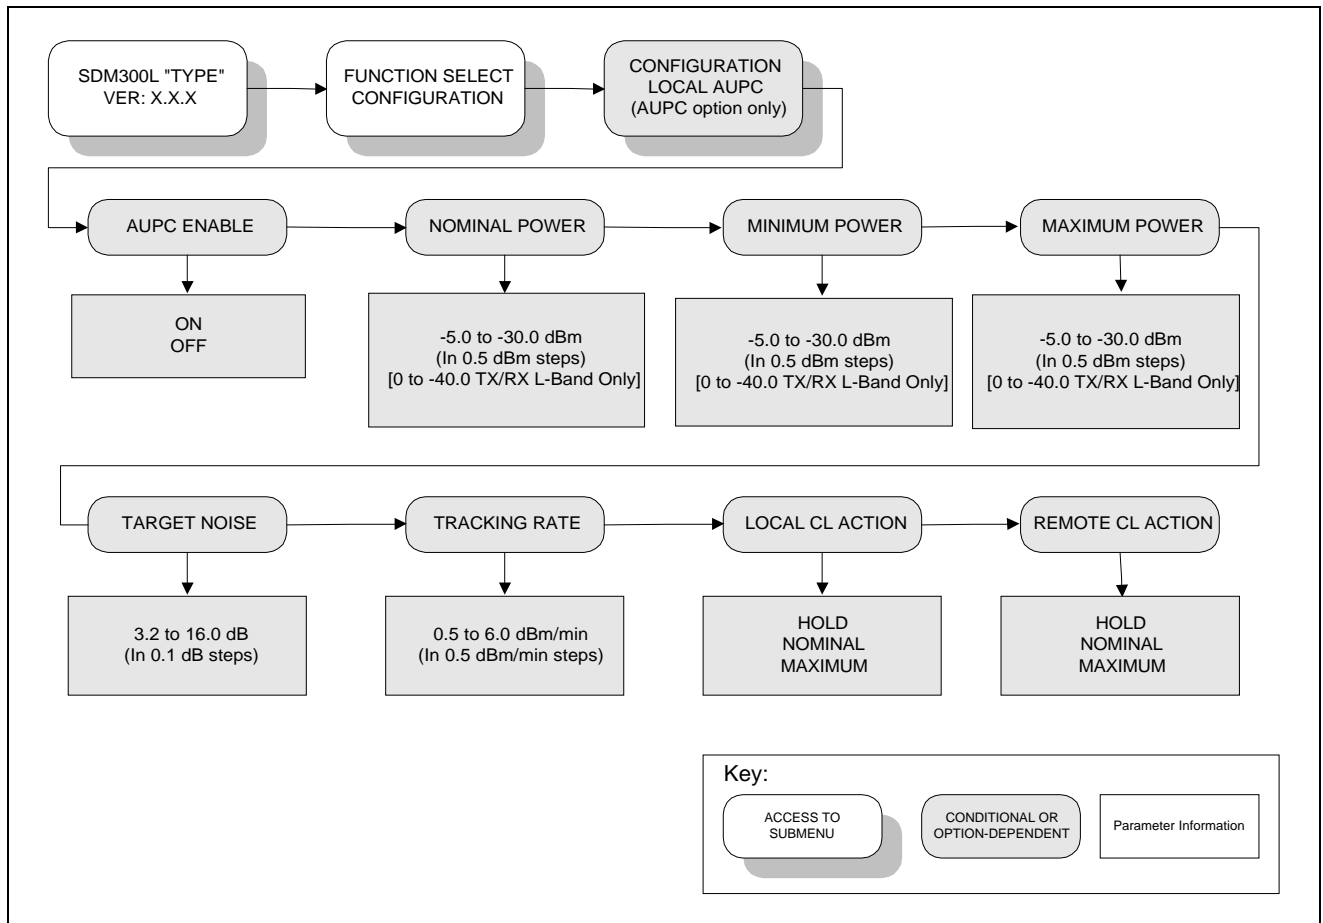 SDM300L "TYPE"
VER: X.X.X
FUNCTION SELECT
CONFIGURATION
CONFIGURATION
LOCAL AUPC
(AUPC option only)
AUPC ENABLE
NOMINAL POWER
MINIMUM POWER
MAXIMUM POWER
ON
OFF
-5.0 to -30.0 dBm
(In 0.5 dBm steps)
[0 to -40.0 TX/RX L-Band Only]
-5.0 to -30.0 dBm
(In 0.5 dBm steps)
[0 to -40.0 TX/RX L-Band Only]
-5.0 to -30.0 dBm
(In 0.5 dBm steps)
[0 to -40.0 TX/RX L-Band Only]
TARGET NOISE
TRACKING RATE
LOCAL CL ACTION
REMOTE CL ACTION
3.2 to 16.0 dB
(In 0.1 dB steps)
0.5 to 6.0 dBm/min
(In 0.5 dBm/min steps)
HOLD
NOMINAL
MAXIMUM
HOLD
NOMINAL
MAXIMUM
Key:
ACCESS TO
SUBMENU
CONDITIONAL OR
OPTION-DEPENDENT
Parameter Information